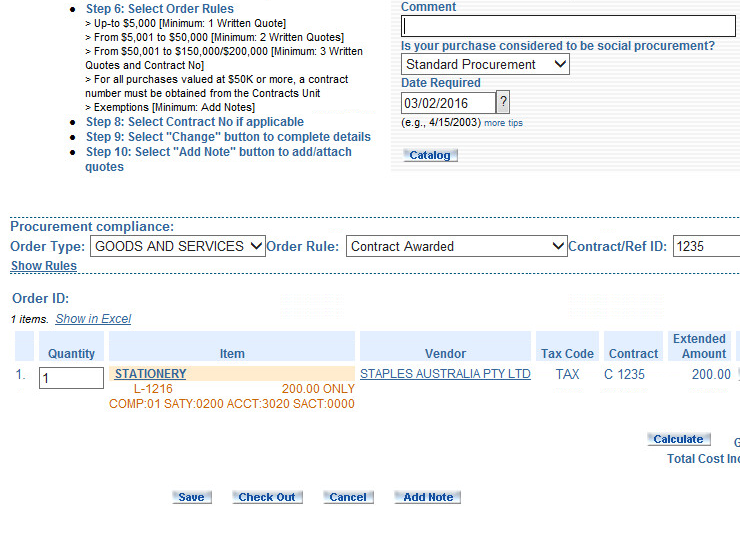 Step 6: Select Order Rules
> Up-to $5,000 [Minimum: 1 Written Quote]
> From $5,001 to $50,000 [Minimum: 2 Written Quotes]
> From $50,001 to $150,000/$200,000 [Minimum: 3 Written
Quotes and Contract No]
> For all purchases valued at $50K or more, a contract
number must be obtained from the Contracts Unit
> Exemptions [Minimum: Add Notes]
Step 8: Select Contract No if applicable
Step 9: Select "Change" button to complete details
Step 10: Select "Add Note" button to add/attach
quotes
Comment
Is your purchase considered to be social procurement?
Standard Procurement
Date Required
03/02/2016 ?
(e.g., 4/15/2003) more tips
Catalog
Procurement compliance:
Order Type: GOODS AND SERVICES Order Rule: Contract Awarded Contract/Ref ID: 1235
Show Rules
Order ID:
1 items. Show in Excel
Quantity Item Vendor Tax Code Contract Extended Amount
1. 1 STATIONERY STAPLES AUSTRALIA PTY LTD TAX C 1235 200.00
L-1216 200.00 ONLY
COMP:01 SATY:0200 ACCT:3020 SACT:0000
Calculate
Total Cost
Save Check Out Cancel Add Note